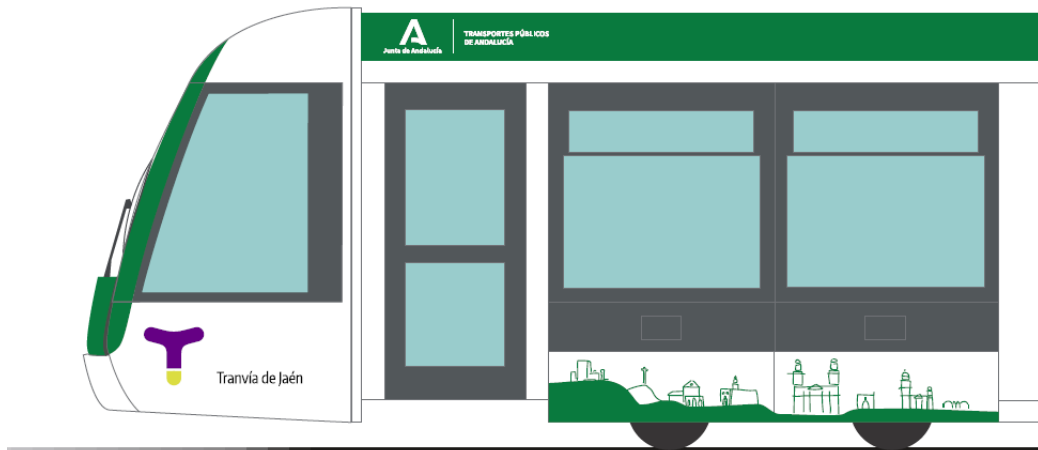 Junta de Andalucía
TRANSPORTES PÚBLICOS
DE ANDALUCÍA
Tranvía de Jaén